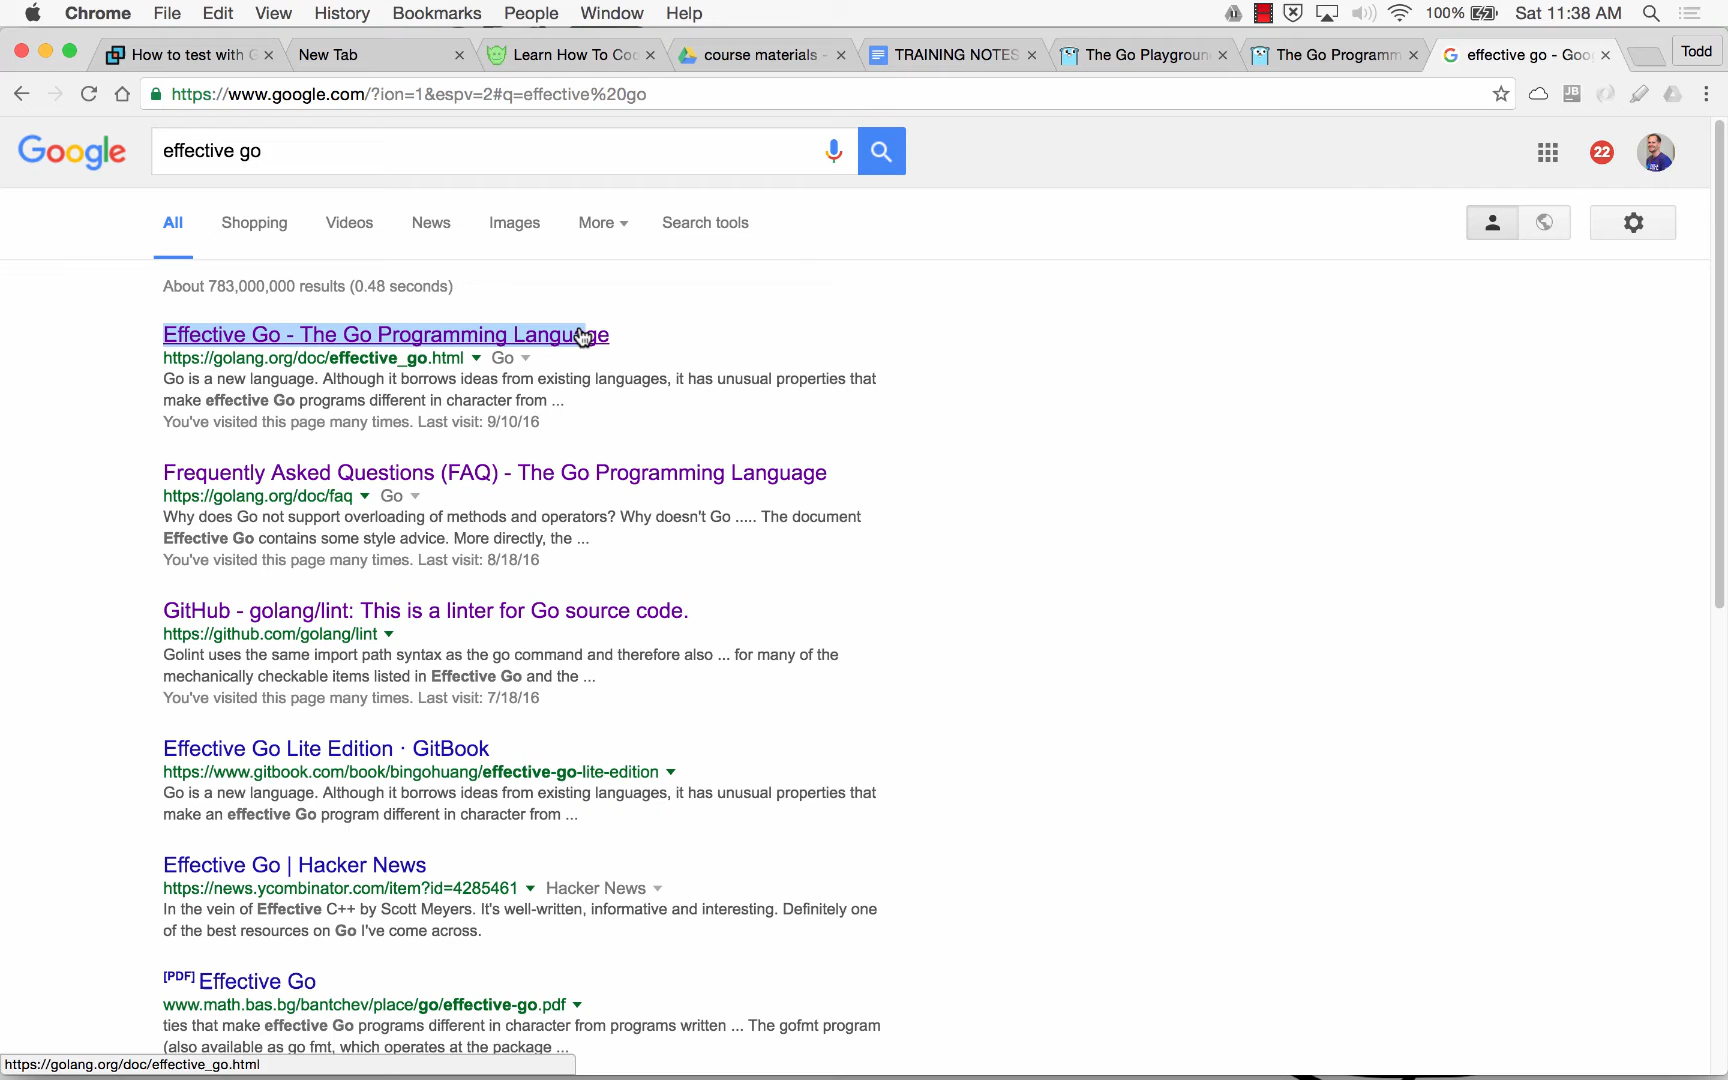 Chrome File Edit View History Bookmarks People Window Help 100% Sat 11:38 AM
How to test with G New Tab Learn How To Coc course materials - TRAINING NOTES The Go Playgroun The Go Programm effective go - Goo Todd
https://www.google.com/?ion=1&espv=2#q=effective%20go JB
Google effective go 22
All Shopping Videos News Images More Search tools
About 783,000,000 results (0.48 seconds)
Effective Go - The Go Programming Language
https://golang.org/doc/effective_go.html Go
Go is a new language. Although it borrows ideas from existing languages, it has unusual properties that
make effective Go programs different in character from ...
You've visited this page many times. Last visit: 9/10/16
Frequently Asked Questions (FAQ) - The Go Programming Language
https://golang.org/doc/faq Go
Why does Go not support overloading of methods and operators? Why doesn't Go ..... The document
Effective Go contains some style advice. More directly, the ...
You've visited this page many times. Last visit: 8/18/16
GitHub - golang/lint: This is a linter for Go source code.
https://github.com/golang/lint
Golint uses the same import path syntax as the go command and therefore also ... for many of the
mechanically checkable items listed in Effective Go and the ...
You've visited this page many times. Last visit: 7/18/16
Effective Go Lite Edition · GitBook
https://www.gitbook.com/book/bingohuang/effective-go-lite-edition
Go is a new language. Although it borrows ideas from existing languages, it has unusual properties that
make an effective Go program different in character from ...
Effective Go | Hacker News
https://news.ycombinator.com/item?id=4285461 Hacker News
In the vein of Effective C++ by Scott Meyers. It's well-written, informative and interesting. Definitely one
of the best resources on Go I've come across.
[PDF] Effective Go
www.math.bas.bg/bantchev/place/go/effective-go.pdf
ties that make effective Go programs different in character from programs written ... The gofmt program
(also available as go fmt, which operates at the package ...
https://golang.org/doc/effective_go.html